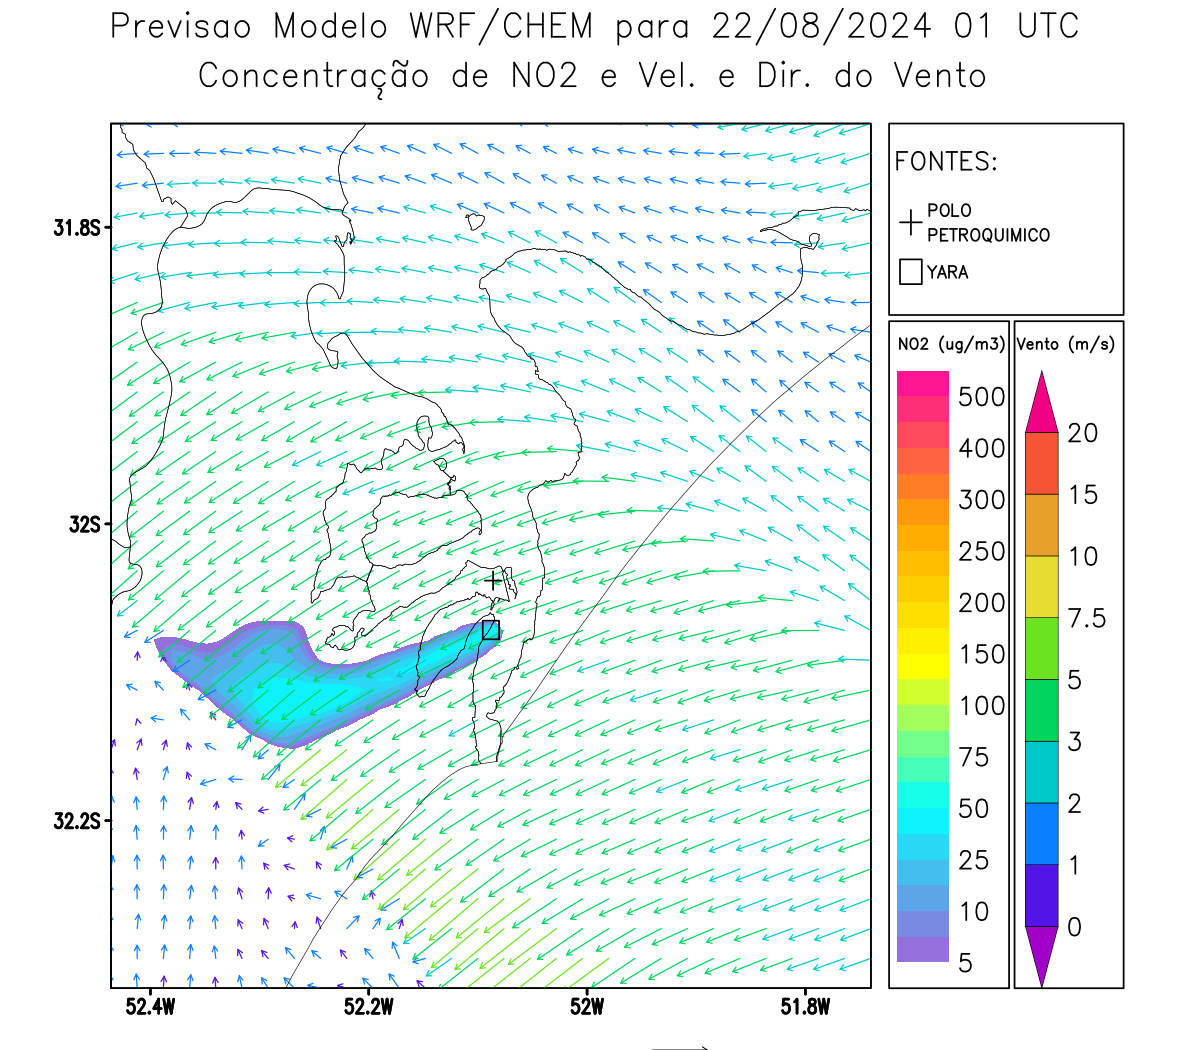 Previsao Modelo WRF/CHEM para 22/08/2024 01 UTC
Concentração de NO2 e Vel. e Dir. do Vento
FONTES:
POLO
PETROQUIMICO
YARA
NO2 (ug/m3)
500
400
300
250
200
150
100
75
50
25
10
5
Vento (m/s)
20
15
10
7.5
5
3
2
1
0
31.8S
32S
32.2S
52.4W
52.2W
52W
51.8W